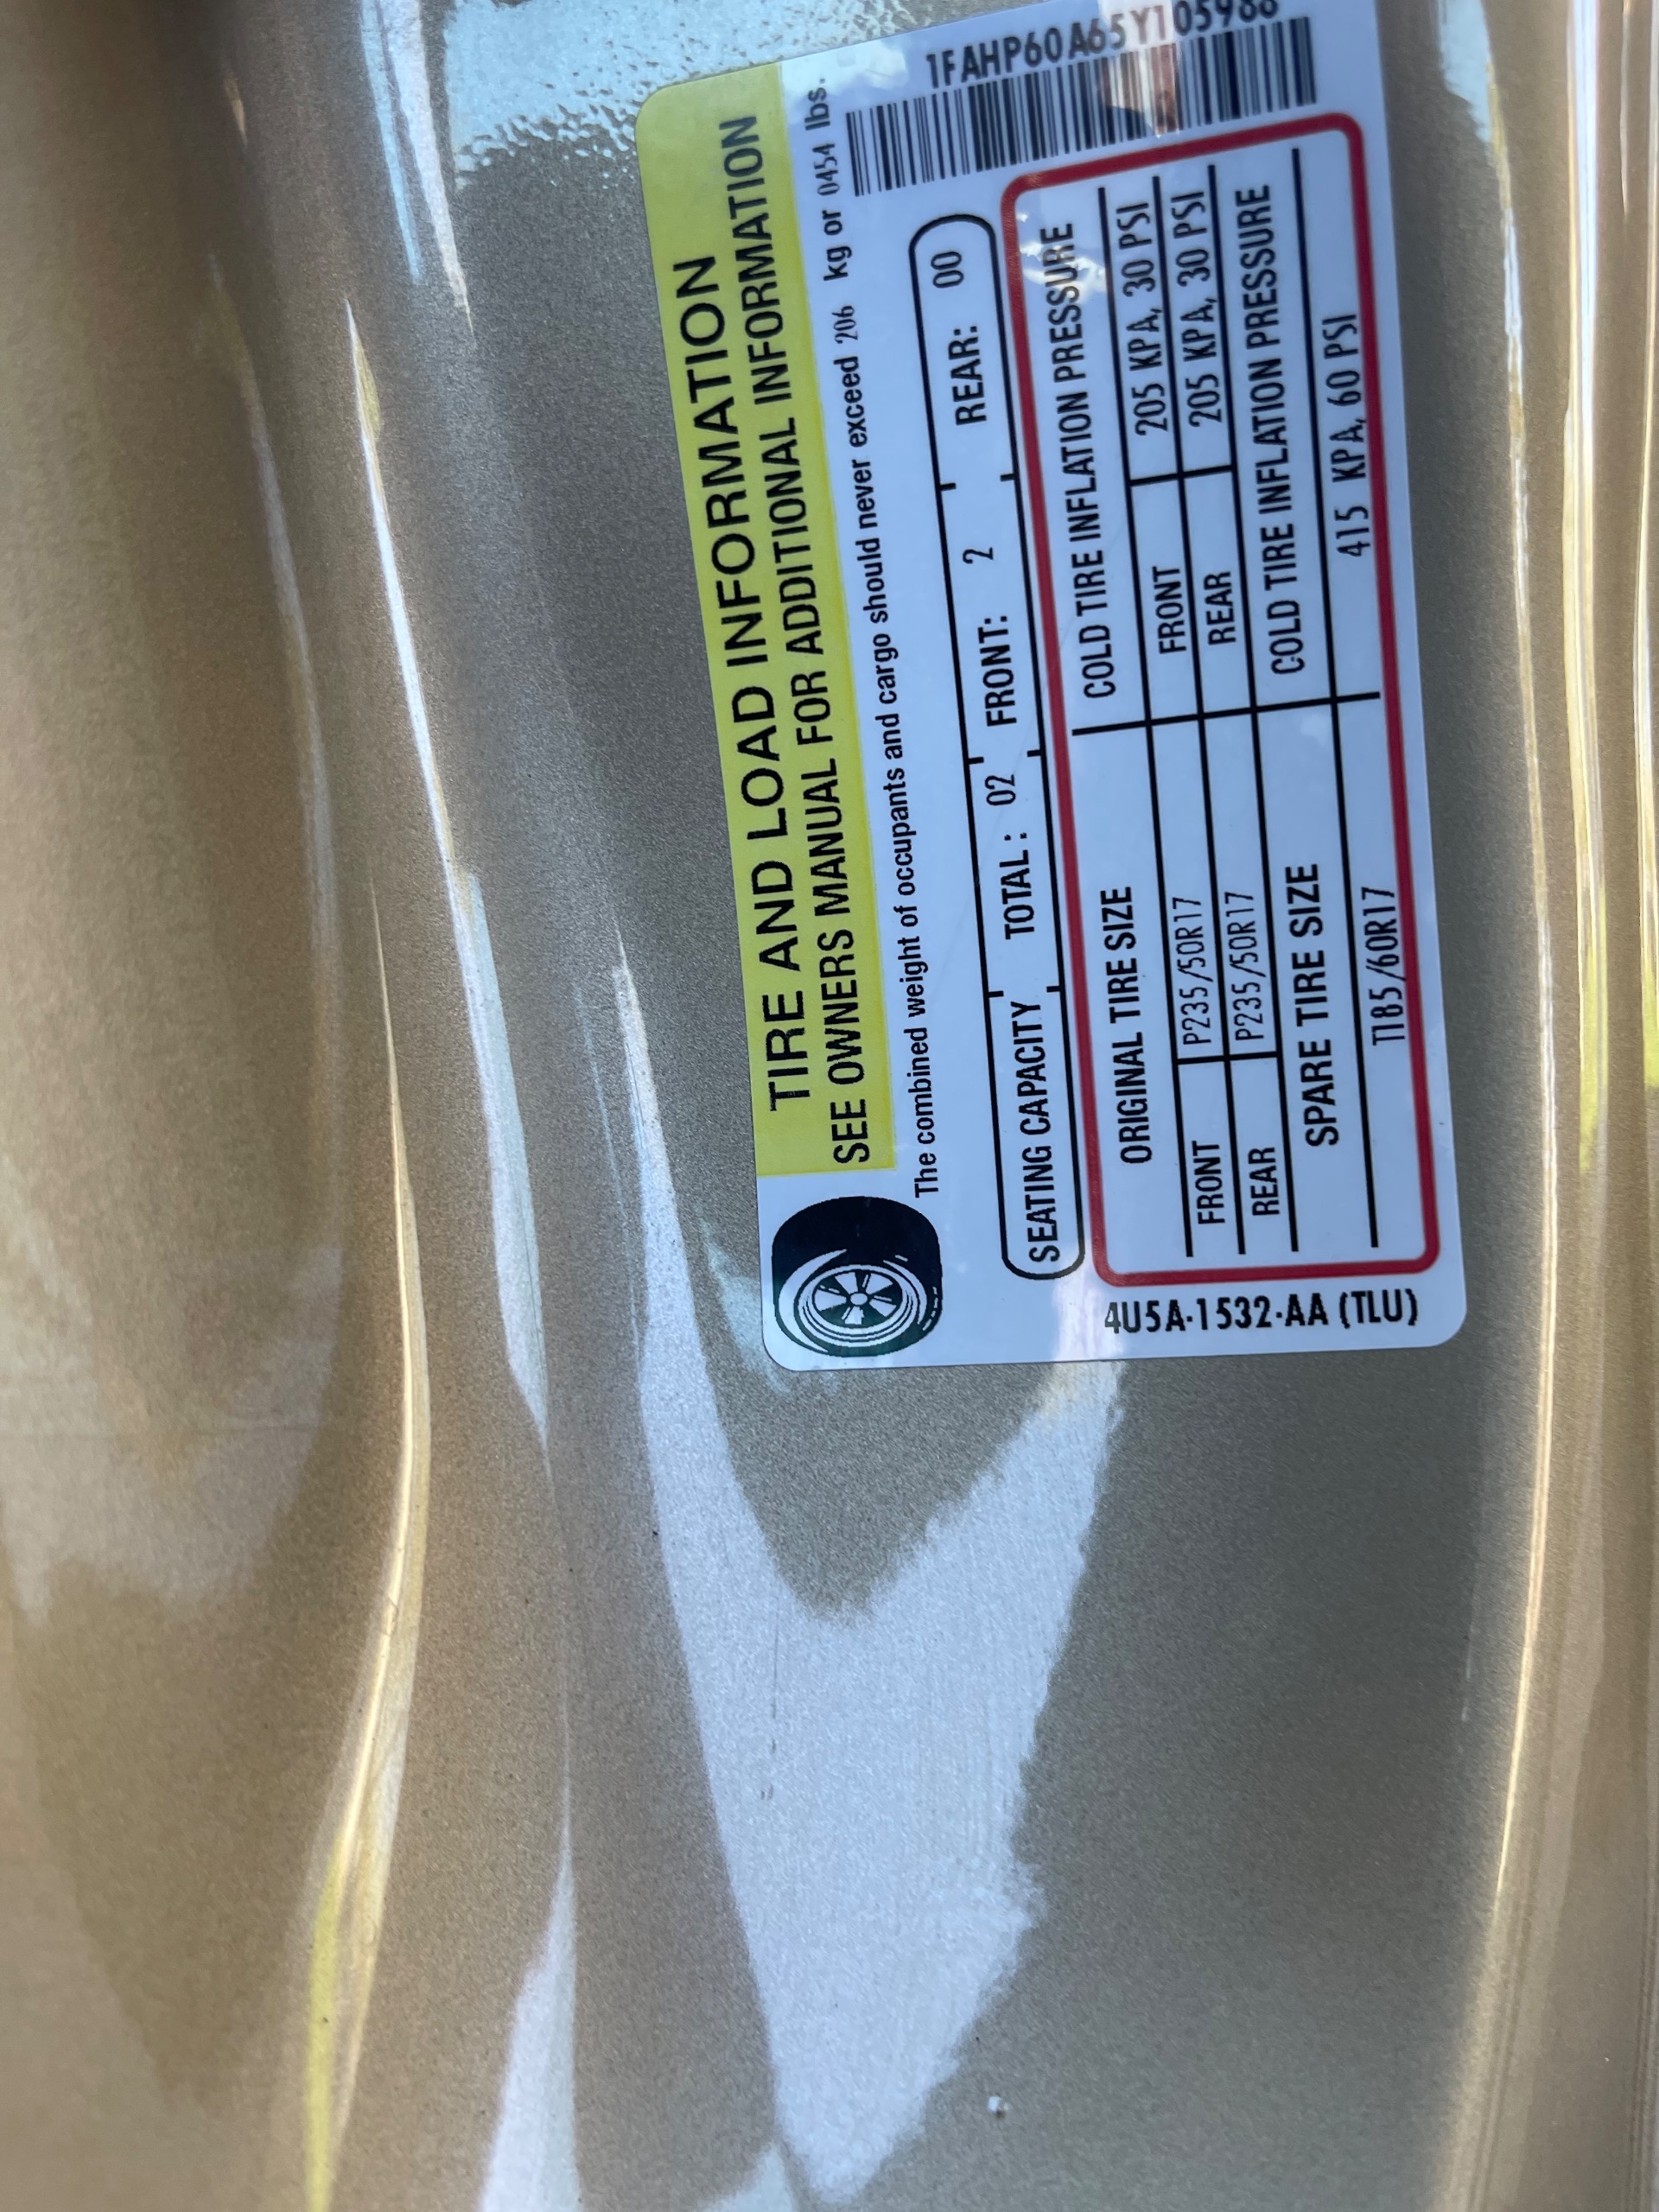 TIRE AND LOAD INFORMATION
SEE OWNERS MANUAL FOR ADDITIONAL INFORMATION
The combined weight of occupants and cargo should never exceed 206 kg or 0454 lbs.
SEATING CAPACITY TOTAL: 02 FRONT: 2 REAR: 00
1FAHP60A65Y105988
ORIGINAL TIRE SIZE COLD TIRE INFLATION PRESSURE
FRONT P235/50R17 FRONT 205 KPA, 30 PSI
REAR P235/50R17 REAR 205 KPA, 30 PSI
SPARE TIRE SIZE COLD TIRE INFLATION PRESSURE
T185/60R17 415 KPA, 60 PSI
4U5A-1532-AA (TLU)